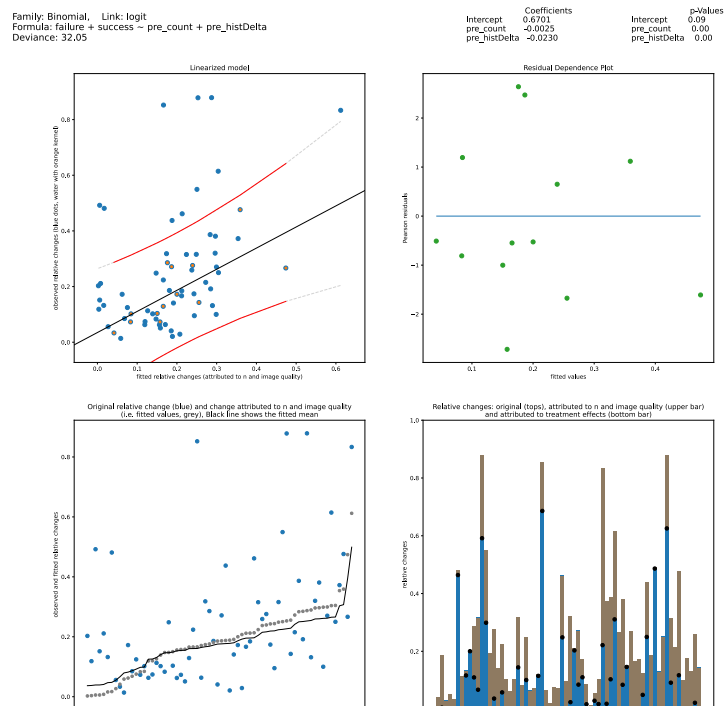 Family: Binomial, Link: logit
Formula: failure + success ~ pre_count + pre_histDelta
Deviance: 32.05
Coefficients
Intercept 0.6701
pre_count -0.0025
pre_histDelta -0.0230
p-Values
Intercept 0.09
pre_count 0.00
pre_histDelta 0.00
Linearized model
observed relative changes (blue dots, water with orange kernel)
0.8
0.6
0.4
0.2
0.0
0.0 0.1 0.2 0.3 0.4 0.5 0.6
fitted relative changes (attributed to n and image quality)
Residual Dependence Plot
Pearson residuals
2
1
0
−1
−2
0.1 0.2 0.3 0.4
fitted values
Original relative change (blue) and change attributed to n and image quality
(i.e. fitted values, grey), Black line shows the fitted mean
observed and fitted relative changes
0.8
0.6
0.4
0.2
0.0
Relative changes: original (tops), attributed to n and image quality (upper bar)
and attributed to treatment effects (bottom bar)
relative changes
1.0
0.8
0.6
0.4
0.2